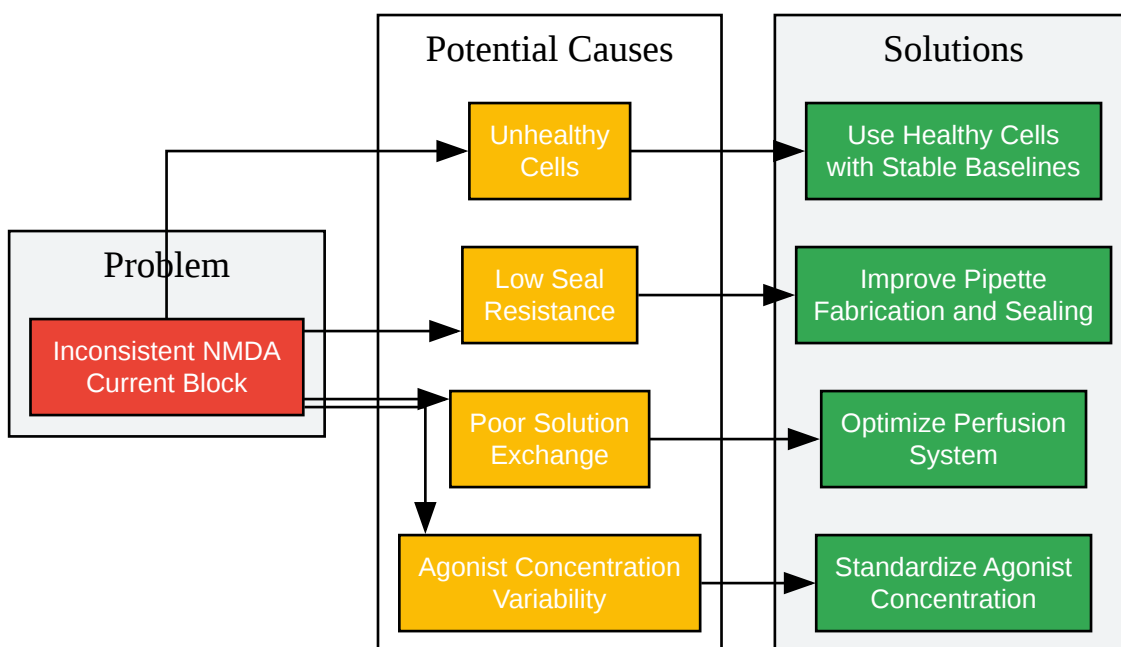 Problem
Inconsistent NMDA
Current Block
Potential Causes
Unhealthy
Cells
Low Seal
Resistance
Poor Solution
Exchange
Agonist Concentration
Variability
Solutions
Use Healthy Cells
with Stable Baselines
Improve Pipette
Fabrication and Sealing
Optimize Perfusion
System
Standardize Agonist
Concentration